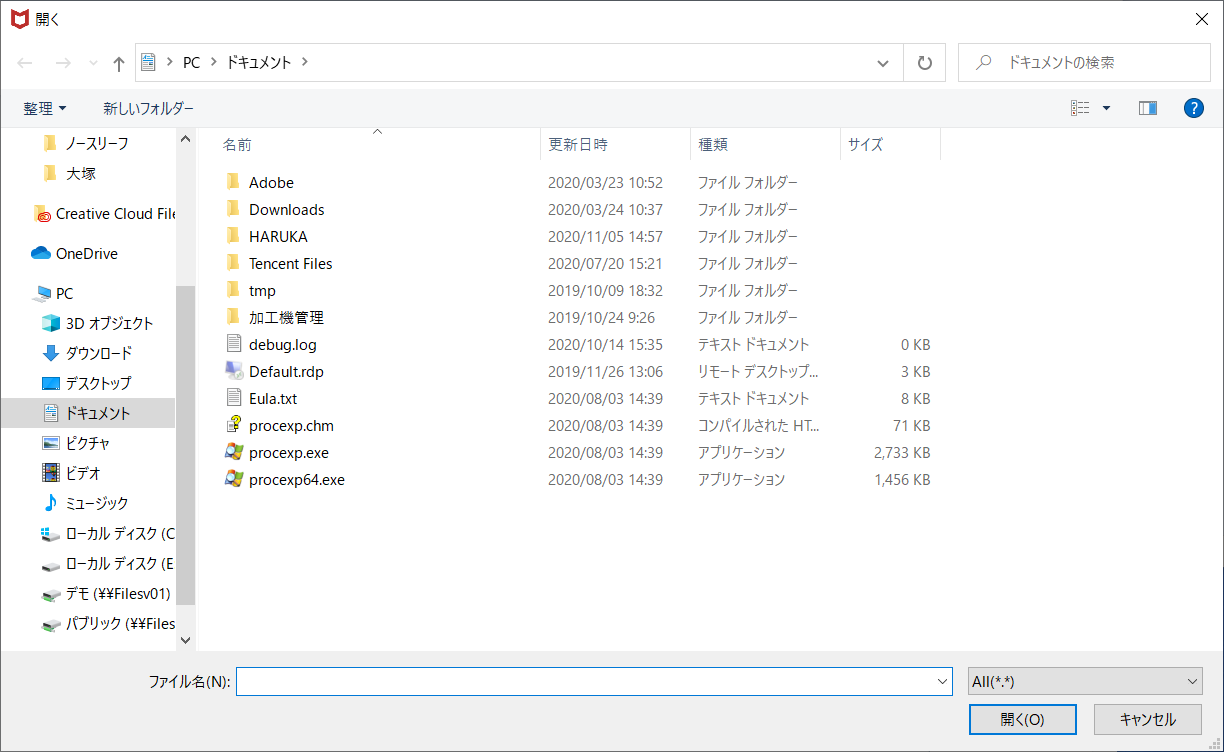 開く
PC ドキュメント
ドキュメントの検索
整理 新しいフォルダー
ノースリーフ
大塚
Creative Cloud File
OneDrive
PC
3D オブジェクト
ダウンロード
デスクトップ
ドキュメント
ピクチャ
ビデオ
ミュージック
ローカル ディスク (C
ローカル ディスク (E
デモ (¥¥Filesv01)
パブリック (¥¥Files
名前 更新日時 種類 サイズ
Adobe 2020/03/23 10:52 ファイル フォルダー
Downloads 2020/03/24 10:37 ファイル フォルダー
HARUKA 2020/11/05 14:57 ファイル フォルダー
Tencent Files 2020/07/20 15:21 ファイル フォルダー
tmp 2019/10/09 18:32 ファイル フォルダー
加工機管理 2019/10/24 9:26 ファイル フォルダー
debug.log 2020/10/14 15:35 テキスト ドキュメント 0 KB
Default.rdp 2019/11/26 13:06 リモート デスクトップ... 3 KB
Eula.txt 2020/08/03 14:39 テキスト ドキュメント 8 KB
procexp.chm 2020/08/03 14:39 コンパイルされた HT... 71 KB
procexp.exe 2020/08/03 14:39 アプリケーション 2,733 KB
procexp64.exe 2020/08/03 14:39 アプリケーション 1,456 KB
ファイル名(N): All(*.*)
開く(O) キャンセル